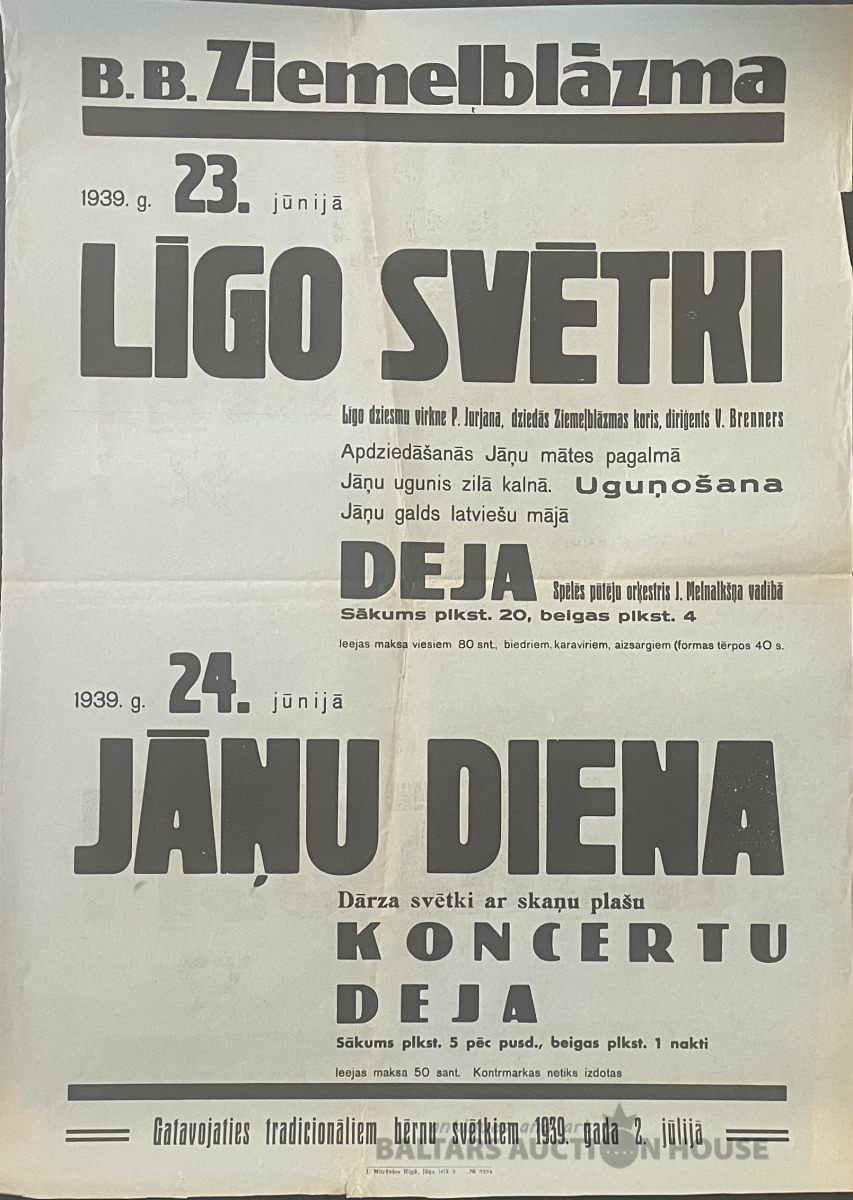 B. B. Ziemeļblāzma
1939. g. 23. jūnijā
LĪGO SVĒTKI
Līgo dziesmu virkne P. Jurjana, dziedās Ziemeļblāzmas koris, diriģents V. Brenners
Apdziedāšanās Jāņu mātes pagalmā
Jāņu ugunis zilā kalnā. Uguņošana
Jāņu galds latviešu mājā
DEJA Spēlēs pūtēju orķestris J. Melnalkšņa vadībā
Sākums plkst. 20, beigas plkst. 4
Ieejas maksa viesiem 80 snt., biedriem, karavīriem, aizsargiem (formas tērpos 40 s.
1939. g. 24. jūnijā
JĀŅU DIENA
Dārza svētki ar skaņu plašu
KONCERTU
DEJA
Sākums plkst. 5 pēc pusd., beigas plkst. 1 nakti
Ieejas maksa 50 sant. Kontrmarkas netiks izdotas
Gatavojaties tradicionāliem bērnu svētkiem 1939. gada 2. jūlijā
BALTARS AUCTION HOUSE